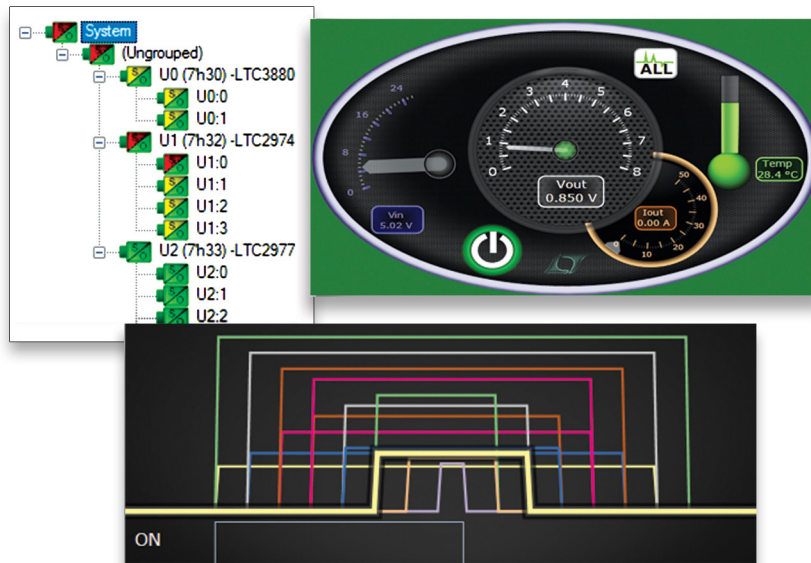 System
(Ungrouped)
U0 (7h30) -LTC3880
U0:0
U0:1
U1 (7h32) -LTC2974
U1:0
U1:1
U1:2
U1:3
U2 (7h33) -LTC2977
U2:0
U2:1
U2:2
ALL
24
16
8
0
Vin
5.02 V
0
1
2
3
4
5
6
7
8
Vout
0.850 V
0
10
20
30
40
50
Iout
0.00 A
Temp
28.4 °C
ON